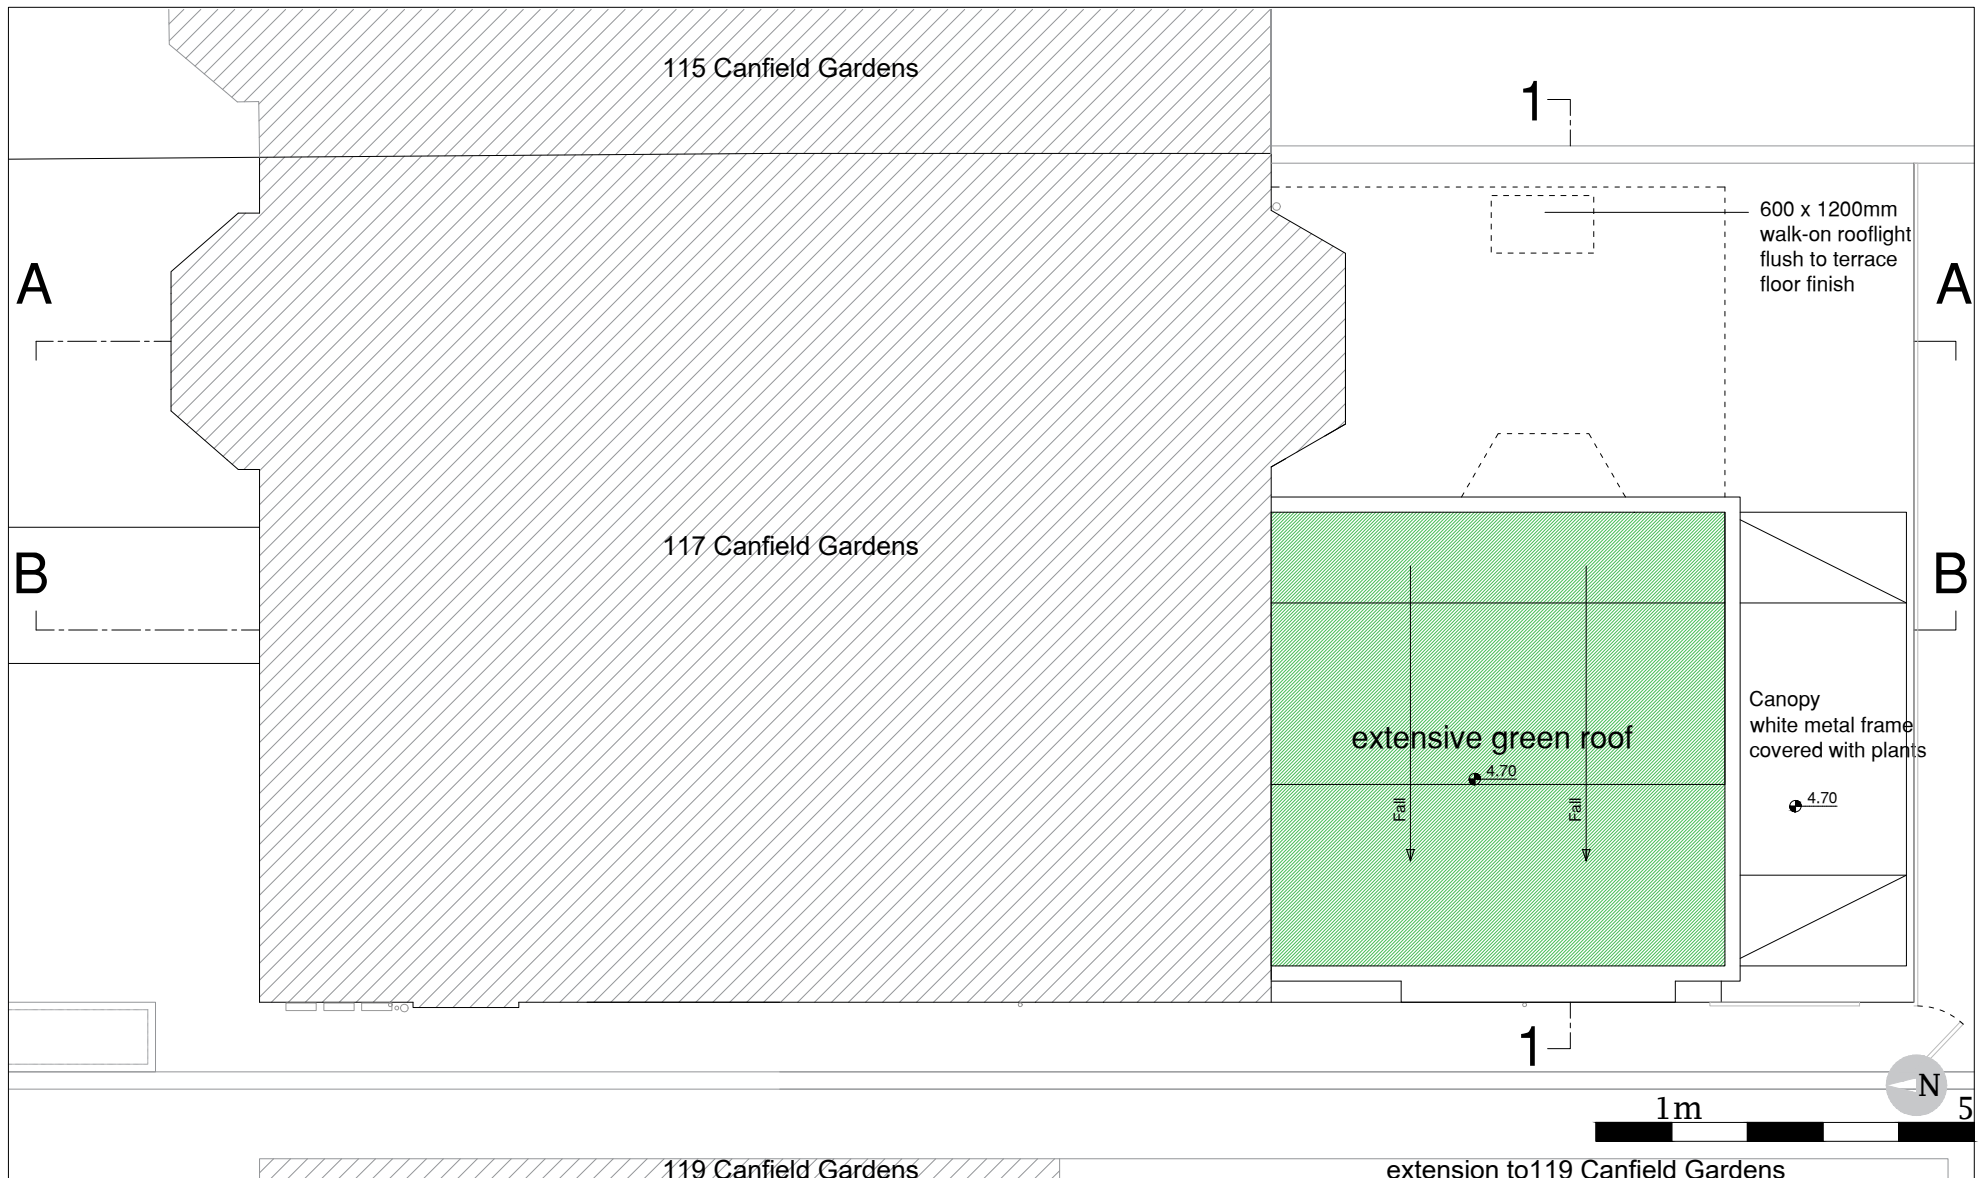 115 Canfield Gardens
1
600 x 1200mm
walk-on rooflight
flush to terrace
floor finish
A
A
117 Canfield Gardens
B
B
Canopy
white metal frame
covered with plants
extensive green roof
4.70
4.70
Fall
Fall
1
N
1m
5
119 Canfield Gardens
extension to119 Canfield Gardens